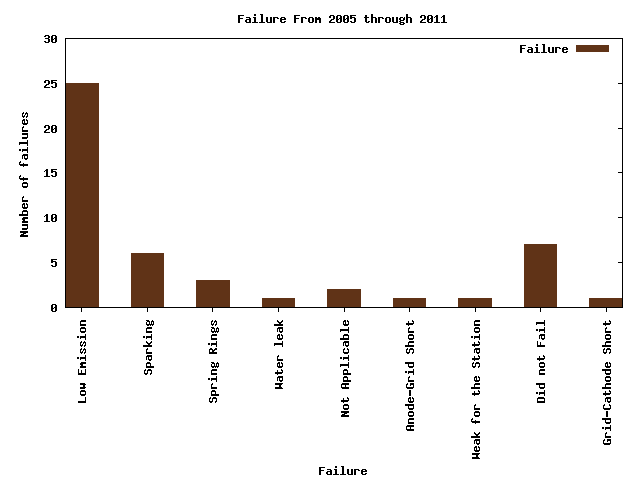 Failure From 2005 through 2011
Failure
30
25
20
15
10
5
0
Number of failures
Low Emission
Sparking
Spring Rings
Water leak
Not Applicable
Anode-Grid Short
Weak for the Station
Did not Fail
Grid-Cathode Short
Failure